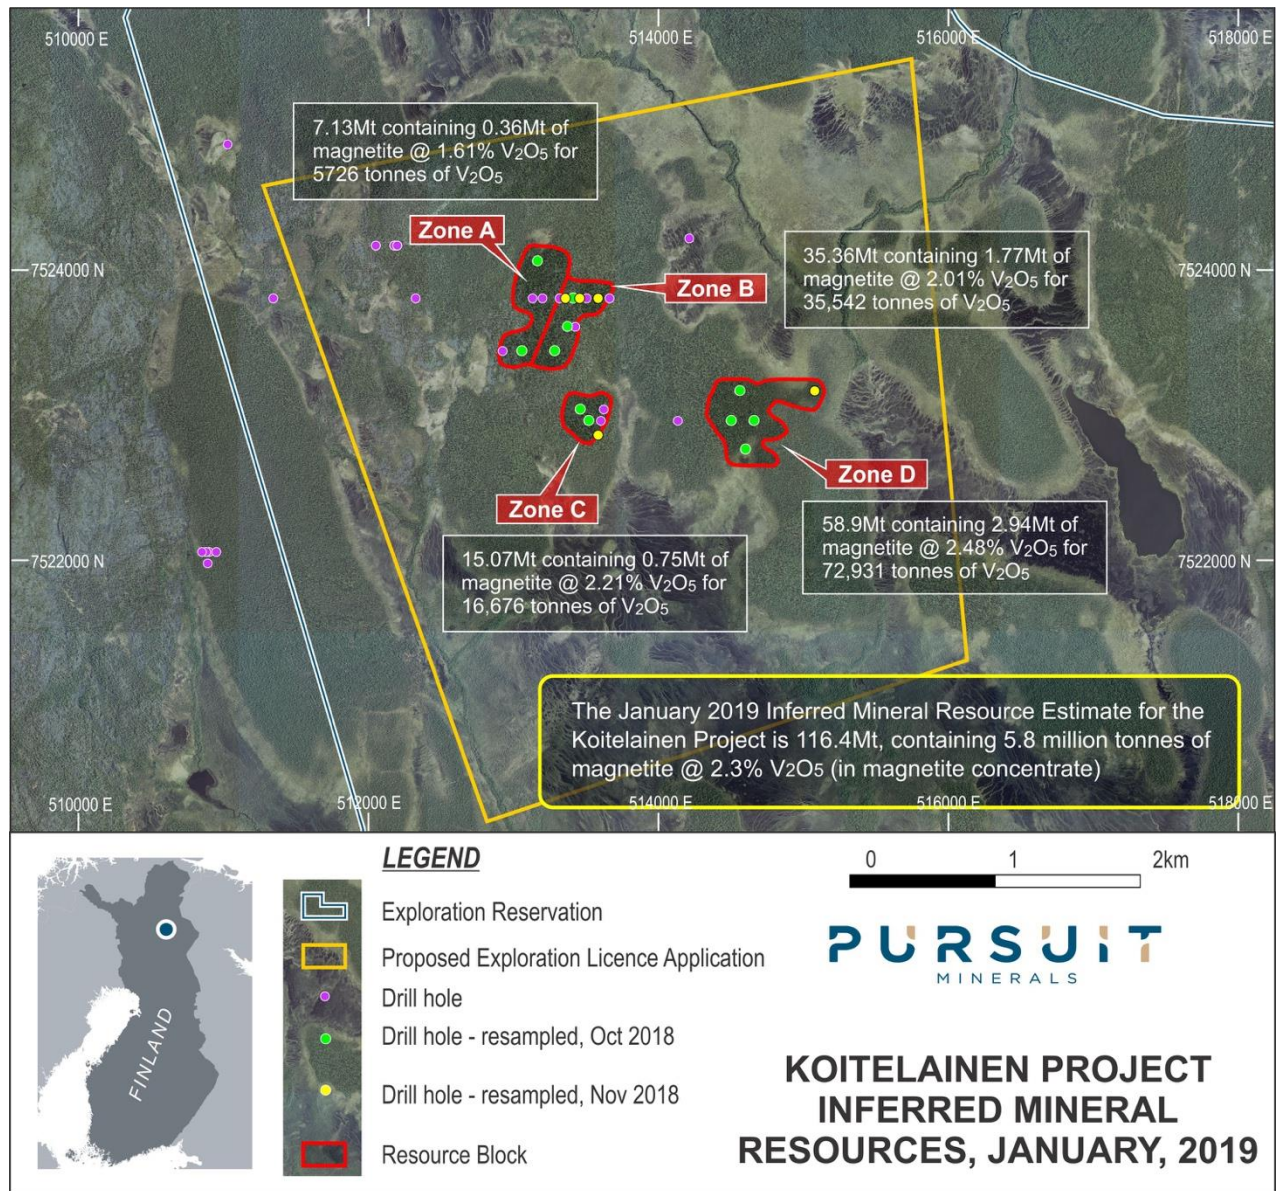 510000 E
514000 E
516000 E
518000 E
7.13Mt containing 0.36Mt of
magnetite @ 1.61% V2O5 for
5726 tonnes of V2O5
Zone A
7524000 N
Zone B
35.36Mt containing 1.77Mt of
magnetite @ 2.01% V2O5 for
35,542 tonnes of V2O5
7524000 N
Zone D
Zone C
58.9Mt containing 2.94Mt of
magnetite @ 2.48% V2O5 for
72,931 tonnes of V2O5
7522000 N
7522000 N
15.07Mt containing 0.75Mt of
magnetite @ 2.21% V2O5 for
16,676 tonnes of V2O5
The January 2019 Inferred Mineral Resource Estimate for the
Koitelainen Project is 116.4Mt, containing 5.8 million tonnes of
magnetite @ 2.3% V2O5 (in magnetite concentrate)
510000 E
512000 E
514000 E
516000 E
518000 E
FINLAND
LEGEND
Exploration Reservation
Proposed Exploration Licence Application
Drill hole
Drill hole - resampled, Oct 2018
Drill hole - resampled, Nov 2018
Resource Block
0 1 2km
PURSUIT
MINERALS
KOITELAINEN PROJECT
INFERRED MINERAL
RESOURCES, JANUARY, 2019